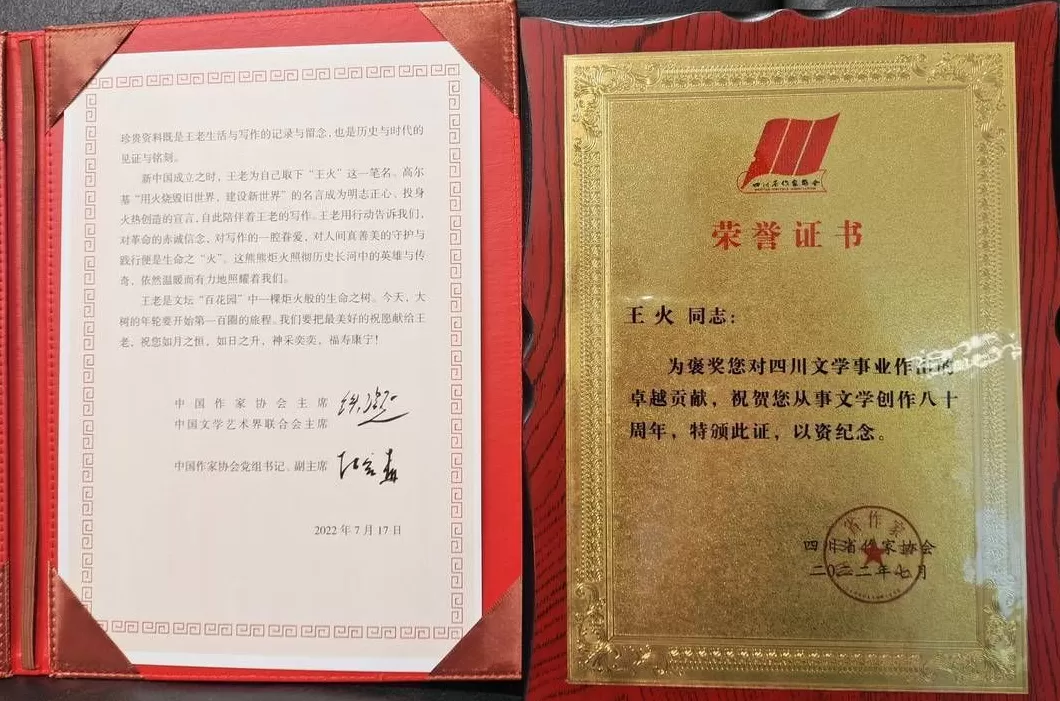 珍贵资料既是王老生活与写作的记录与留念，也是历史与时代的
见证与铭刻。
新中国成立之时，王老为自己取下“王火”这一笔名。高尔
基“用火烧毁旧世界，建设新世界”的名言成为明志正心、投身
火热创造的宣言，自此陪伴着王老的写作。王老用行动告诉我们，
对革命的赤诚信念，对写作的一腔眷爱，对人间真善美的守护与
践行便是生命之“火”。这熊熊炬火照彻历史长河中的英雄与传
奇，依然温暖而有力地照耀着我们。
王老是文坛“百花园”中一棵炬火般的生命之树。今天，大
树的年轮要开始第一百圈的旅程。我们要把最美好的祝愿献给王
老，祝您如月之恒，如日之升，神采奕奕，福寿康宁！
中国作家协会主席
中国文学艺术界联合会主席
中国作家协会党组书记、副主席
2022年7月17日
四川省作家协会
荣誉证书
王火 同志：
为褒奖您对四川文学事业作出的
卓越贡献，祝贺您从事文学创作八十
周年，特颁此证，以资纪念。
四川省作家协会
二〇二二年七月